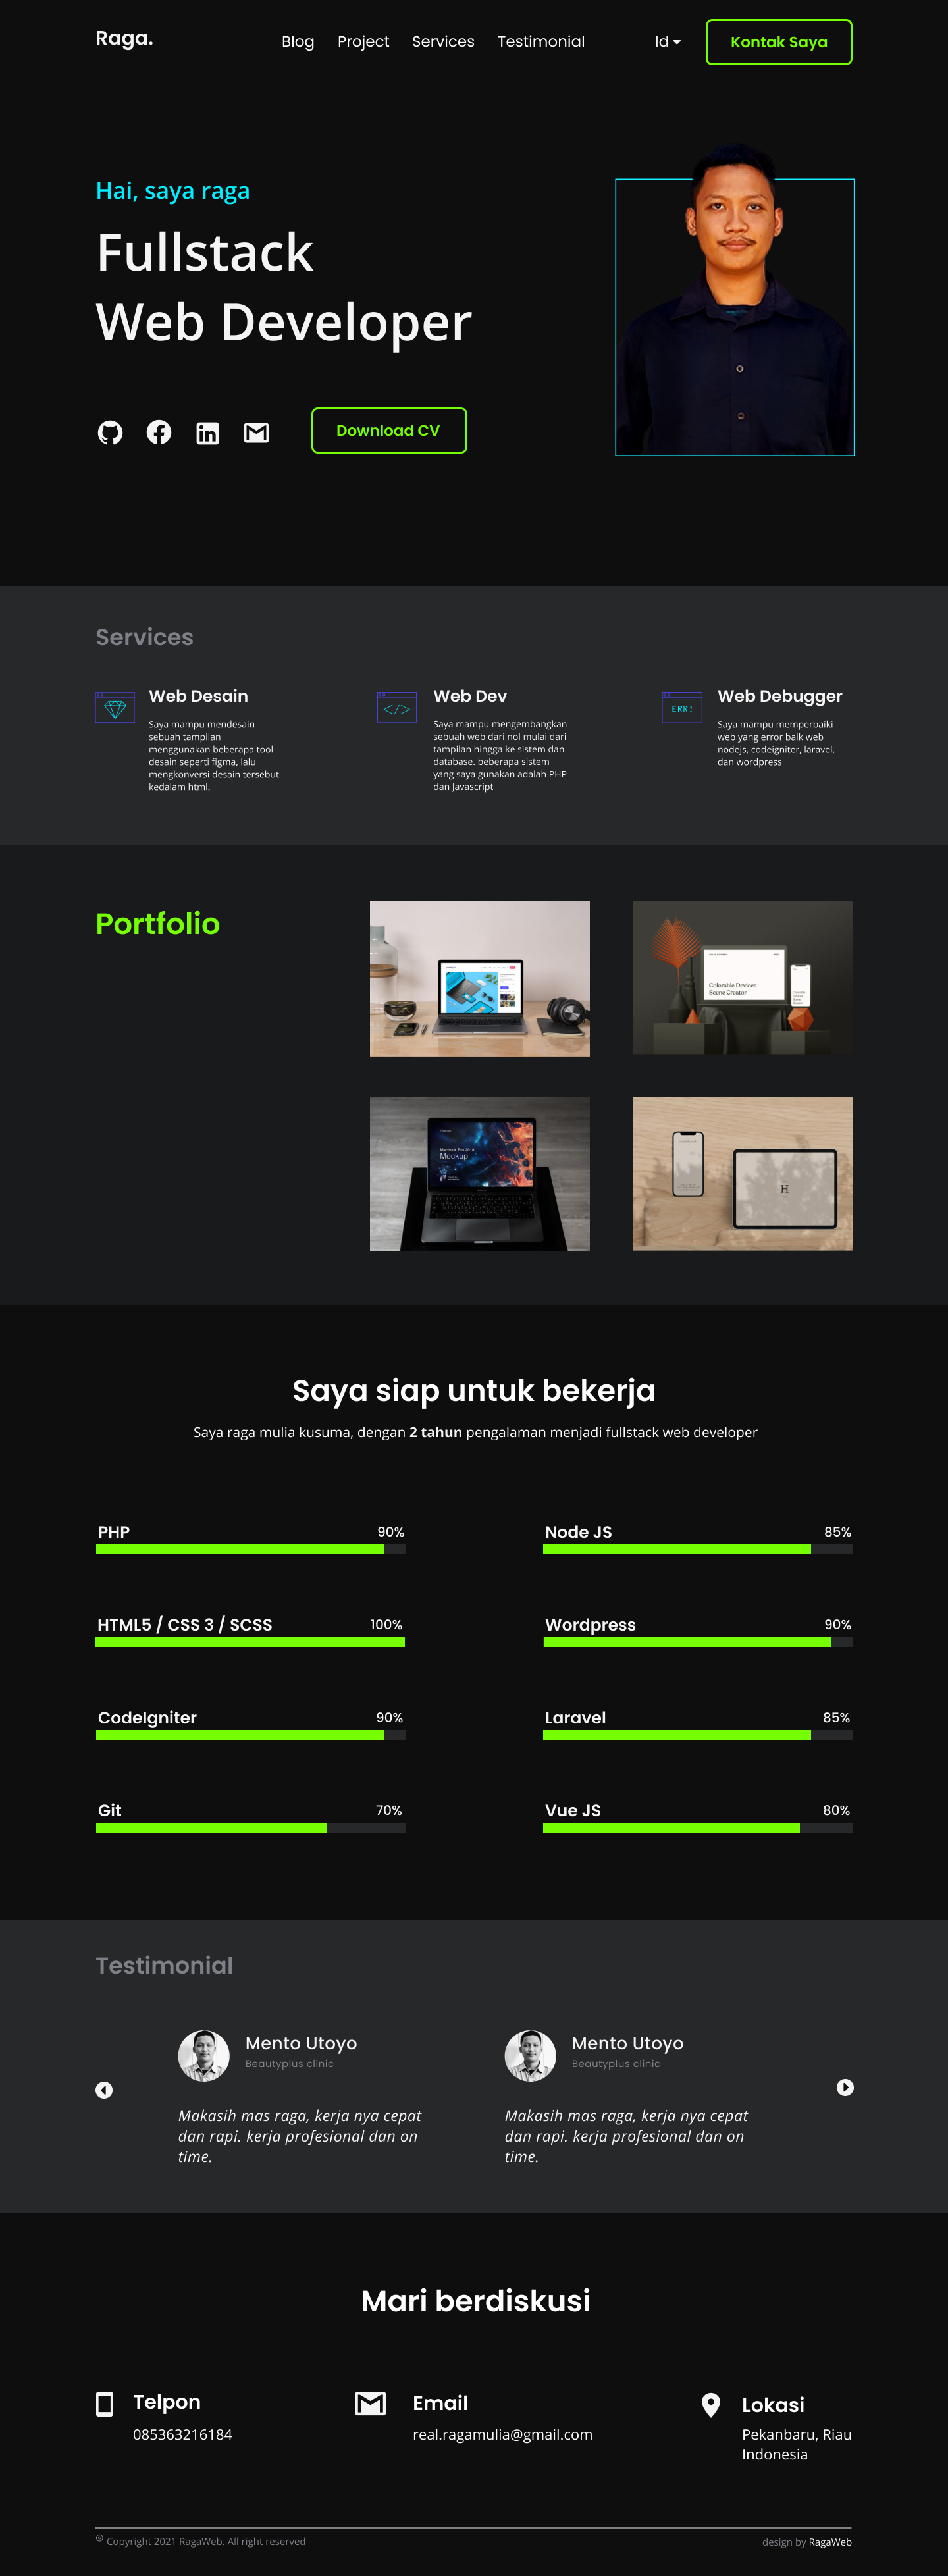 Raga.
Blog Project Services Testimonial
Id
Kontak Saya
Hai, saya raga
Fullstack
Web Developer
Download CV
Services
Web Desain
Saya mampu mendesain
sebuah tampilan
menggunakan beberapa tool
desain seperti figma, lalu
mengkonversi desain tersebut
kedalam html.
</>
Web Dev
Saya mampu mengembangkan
sebuah web dari nol mulai dari
tampilan hingga ke sistem dan
database. beberapa sistem
yang saya gunakan adalah PHP
dan Javascript
ERR!
Web Debugger
Saya mampu memperbaiki
web yang error baik web
nodejs, codeigniter, laravel,
dan wordpress
Portfolio
Colorable Devices
Scene Creator
Colorable
Devices
Scene
Creator
MacBook Pro 2019
Mockup
H
Saya siap untuk bekerja
Saya raga mulia kusuma, dengan 2 tahun pengalaman menjadi fullstack web developer
PHP 90%
Node JS 85%
HTML5 / CSS 3 / SCSS 100%
Wordpress 90%
CodeIgniter 90%
Laravel 85%
Git 70%
Vue JS 80%
Testimonial
Mento Utoyo
Beautyplus clinic
Makasih mas raga, kerja nya cepat
dan rapi. kerja profesional dan on
time.
Mento Utoyo
Beautyplus clinic
Makasih mas raga, kerja nya cepat
dan rapi. kerja profesional dan on
time.
Mari berdiskusi
Telpon
085363216184
Email
real.ragamulia@gmail.com
Lokasi
Pekanbaru, Riau
Indonesia
© Copyright 2021 RagaWeb. All right reserved
design by RagaWeb